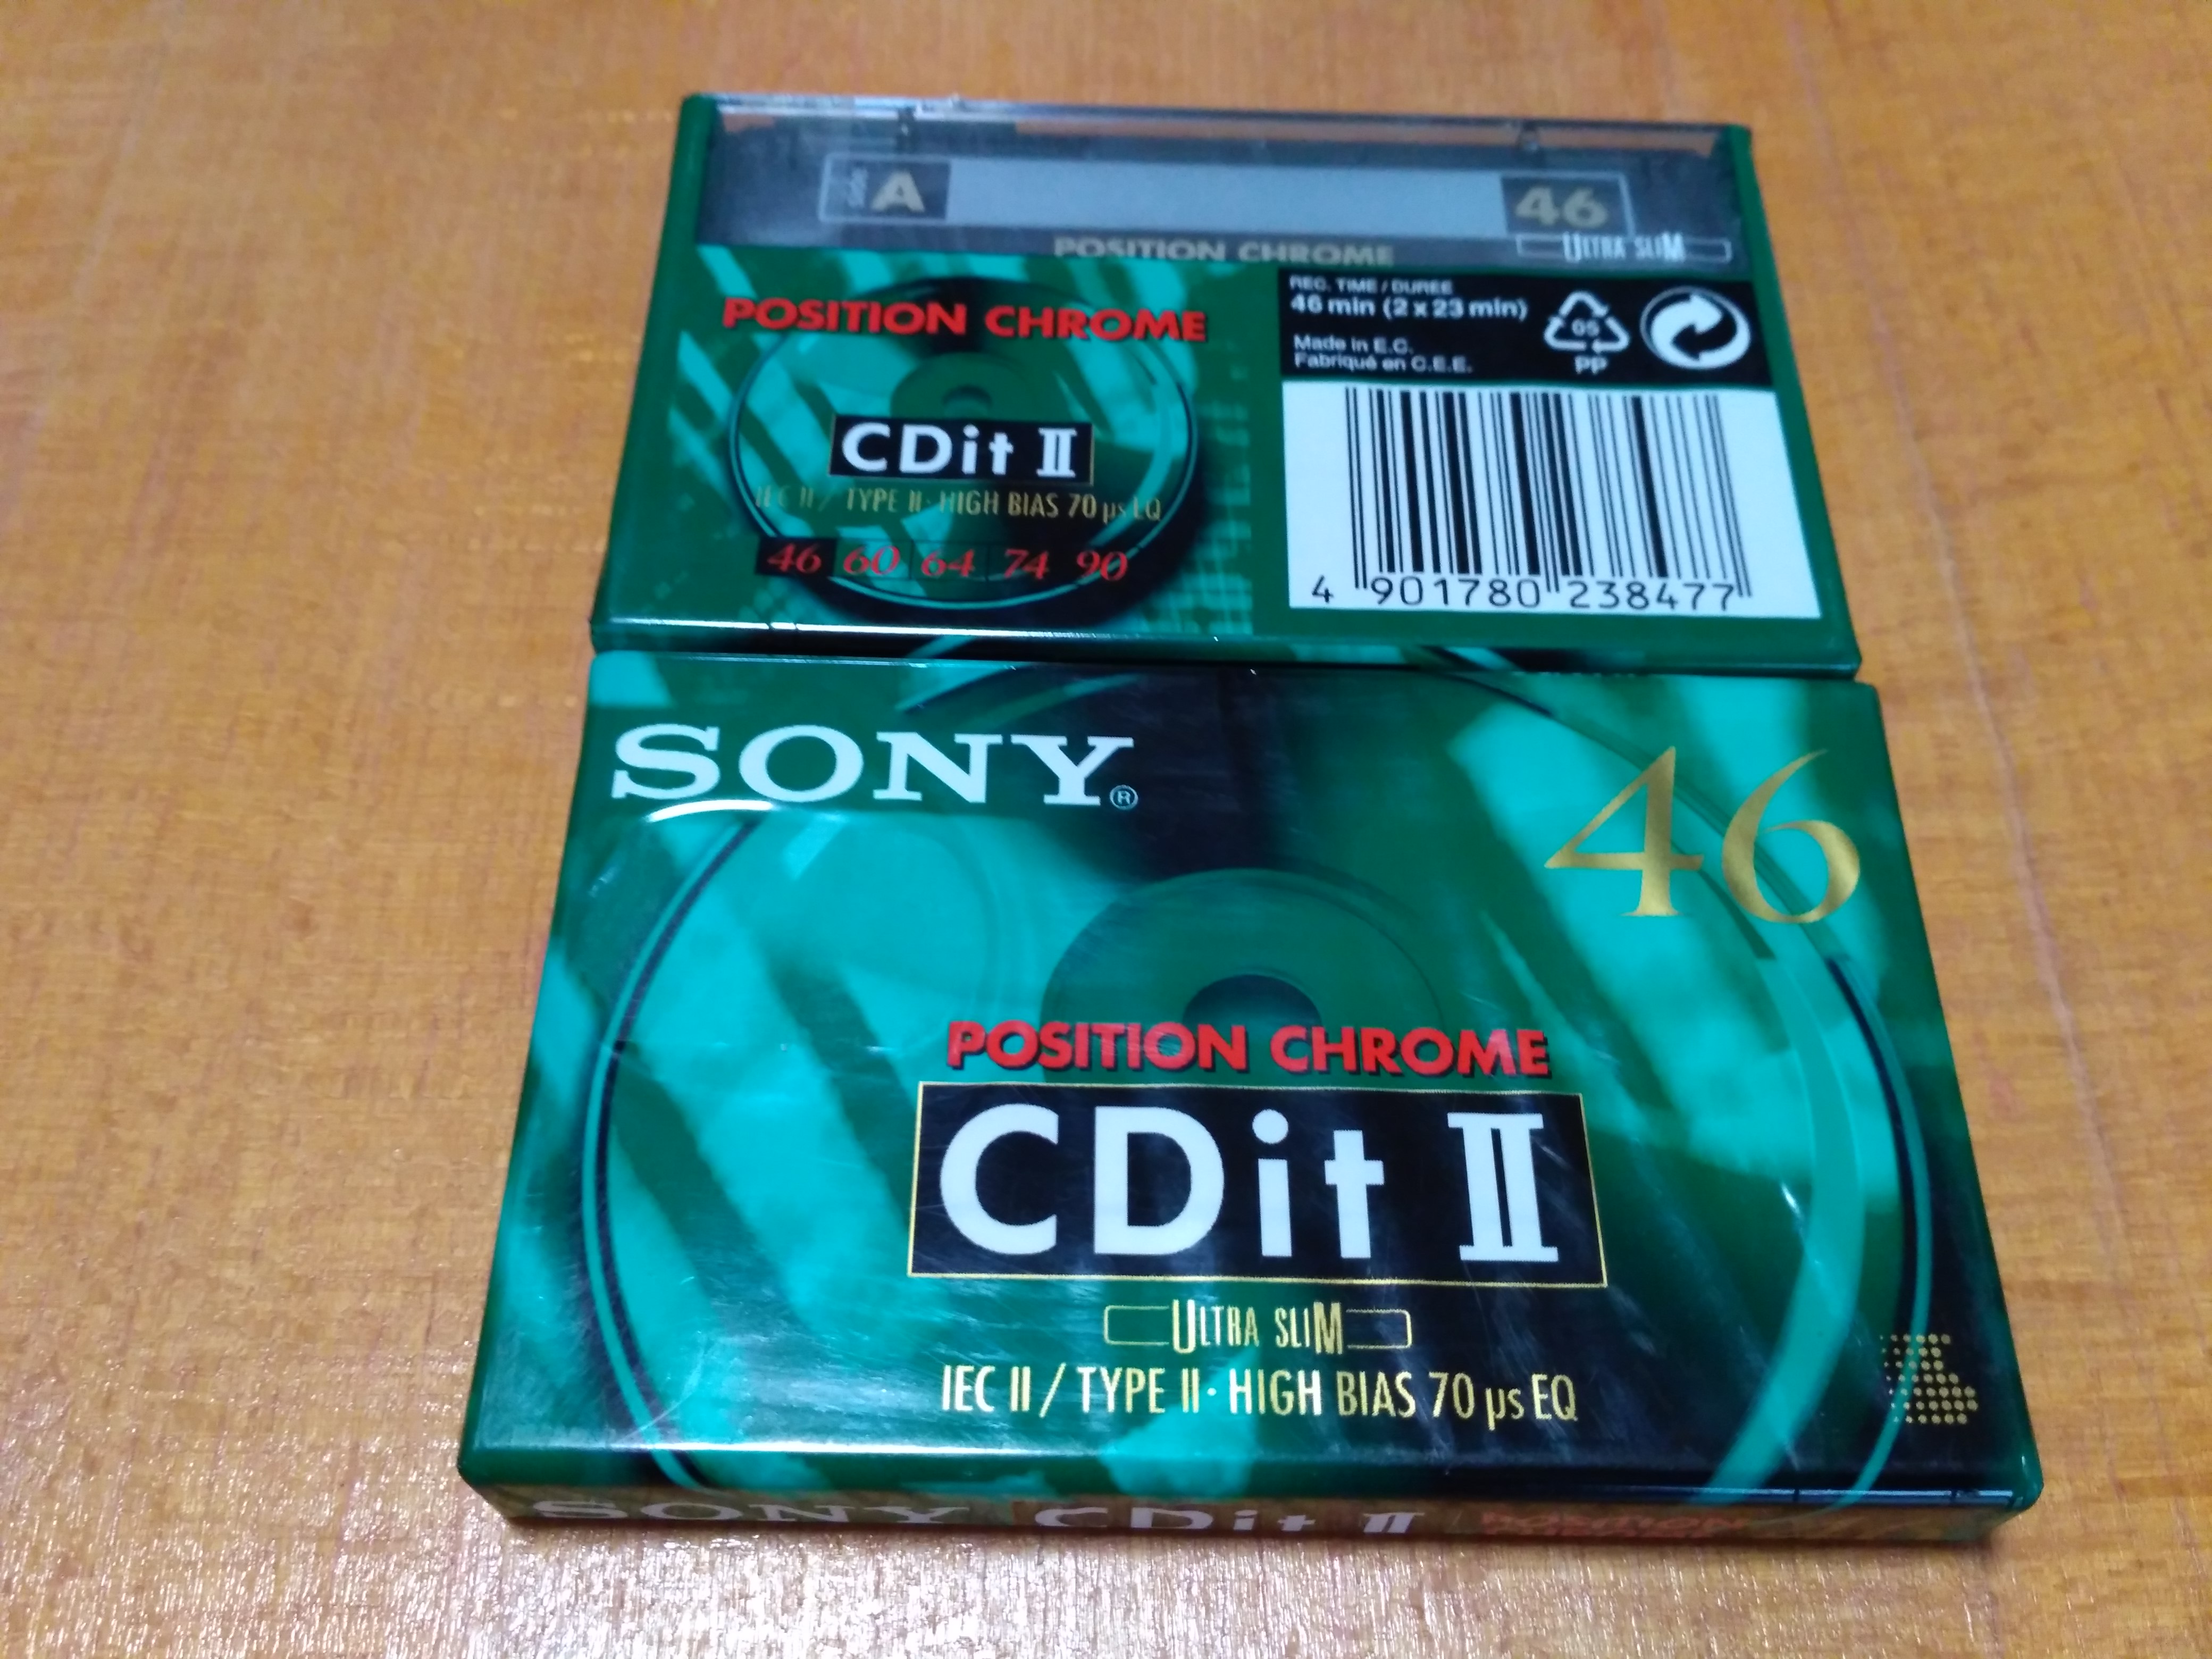 Side A 46
POSITION CHROME
ULTRA SLIM
POSITION CHROME
CDit II
IEC II / TYPE II · HIGH BIAS 70 µs EQ
46 60 64 74 90
REC. TIME / DUREE
46 min (2 x 23 min)
Made in E.C.
Fabriqué en C.E.E.
05
PP
4 901780 238477
SONY®
46
POSITION CHROME
CDit II
ULTRA SLIM
IEC II / TYPE II · HIGH BIAS 70 µs EQ
SONY CDit II POSITION